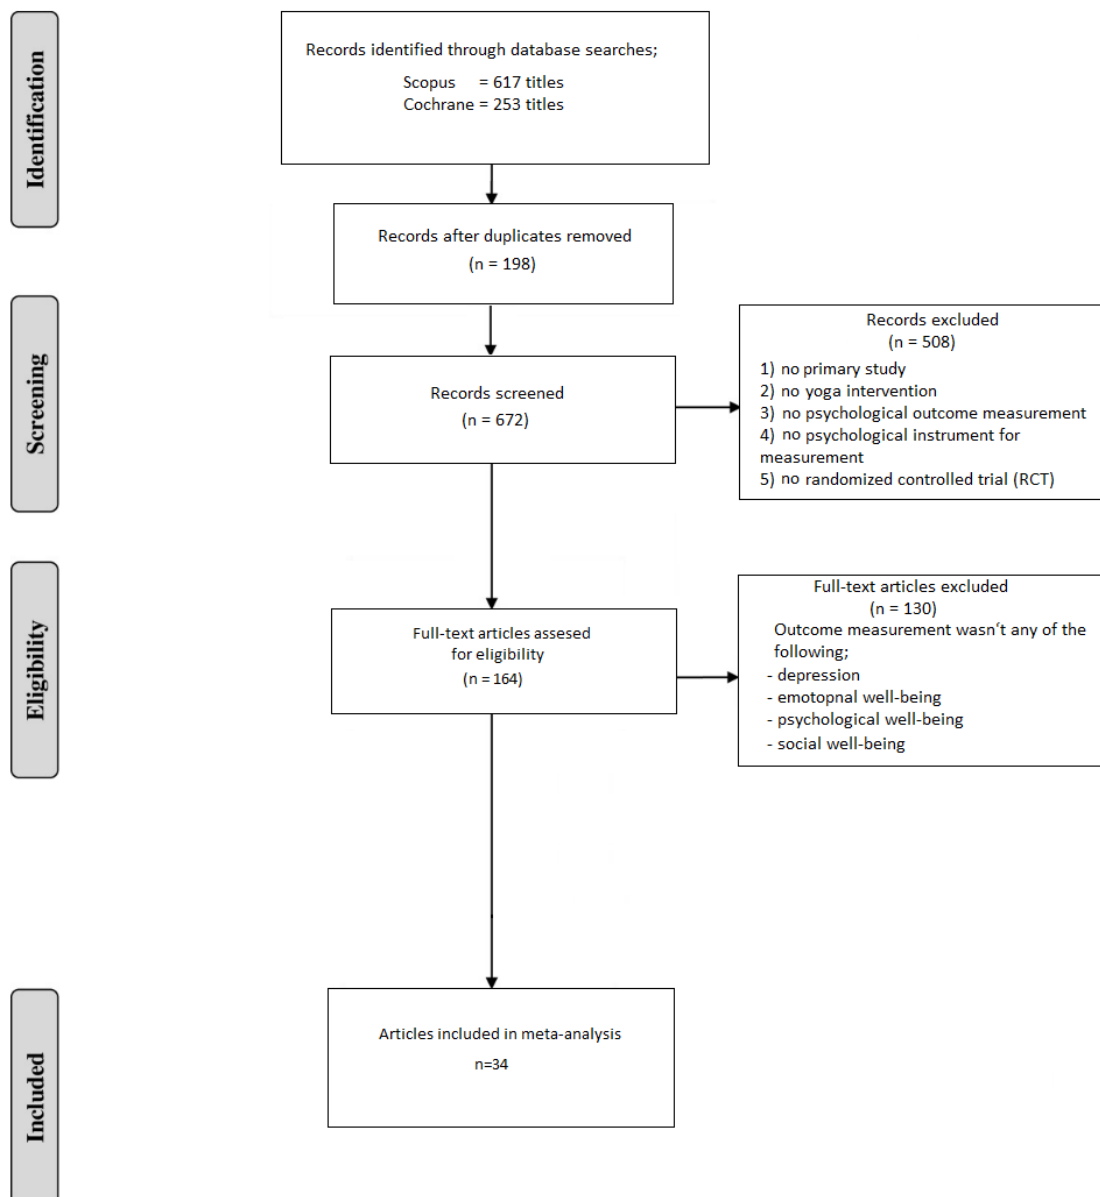 Identification
Records identified through database searches;
Scopus = 617 titles
Cochrane = 253 titles
Records after duplicates removed
(n = 198)
Screening
Records screened
(n = 672)
Records excluded
(n = 508)
1) no primary study
2) no yoga intervention
3) no psychological outcome measurement
4) no psychological instrument for
measurement
5) no randomized controlled trial (RCT)
Eligibility
Full-text articles assesed
for eligibility
(n = 164)
Full-text articles excluded
(n = 130)
Outcome measurement wasn‘t any of the
following;
- depression
- emotopnal well-being
- psychological well-being
- social well-being
Included
Articles included in meta-analysis
n=34